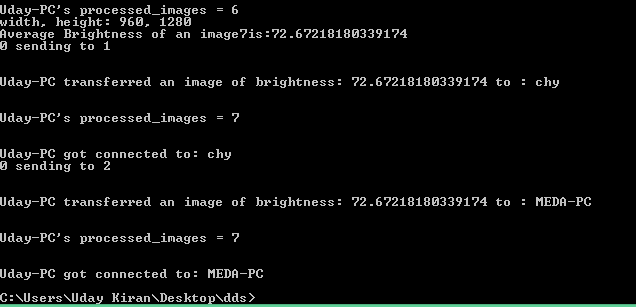 Uday-PC's processed_images = 6
width, height: 960, 1280
Average Brightness of an image7is:72.67218180339174
0 sending to 1
Uday-PC transferred an image of brightness: 72.67218180339174 to : chy
Uday-PC's processed_images = 7
Uday-PC got connected to: chy
0 sending to 2
Uday-PC transferred an image of brightness: 72.67218180339174 to : MEDA-PC
Uday-PC's processed_images = 7
Uday-PC got connected to: MEDA-PC
C:\Users\Uday Kiran\Desktop\dds>